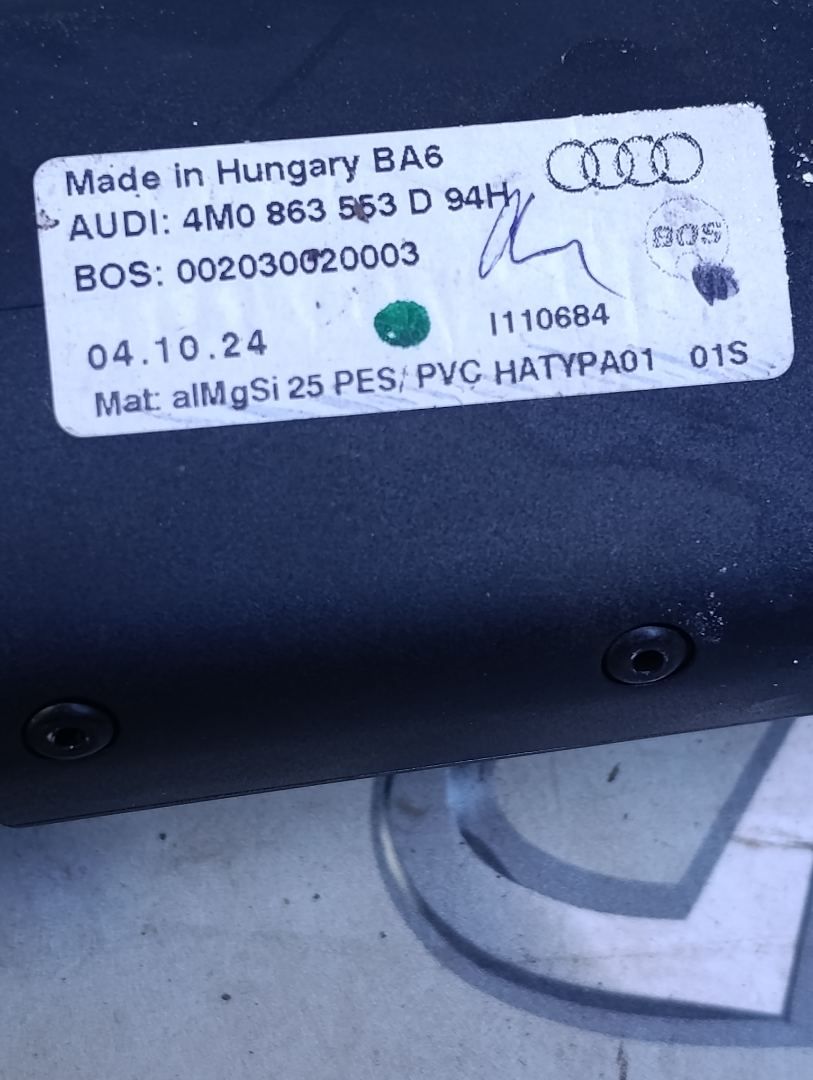 Made in Hungary BA6
AUDI: 4M0 863 553 D 94H
BOS: 002030020003
BOS
04.10.24
I110684
Mat: alMgSi 25 PES/ PVC HATYPA01 01S